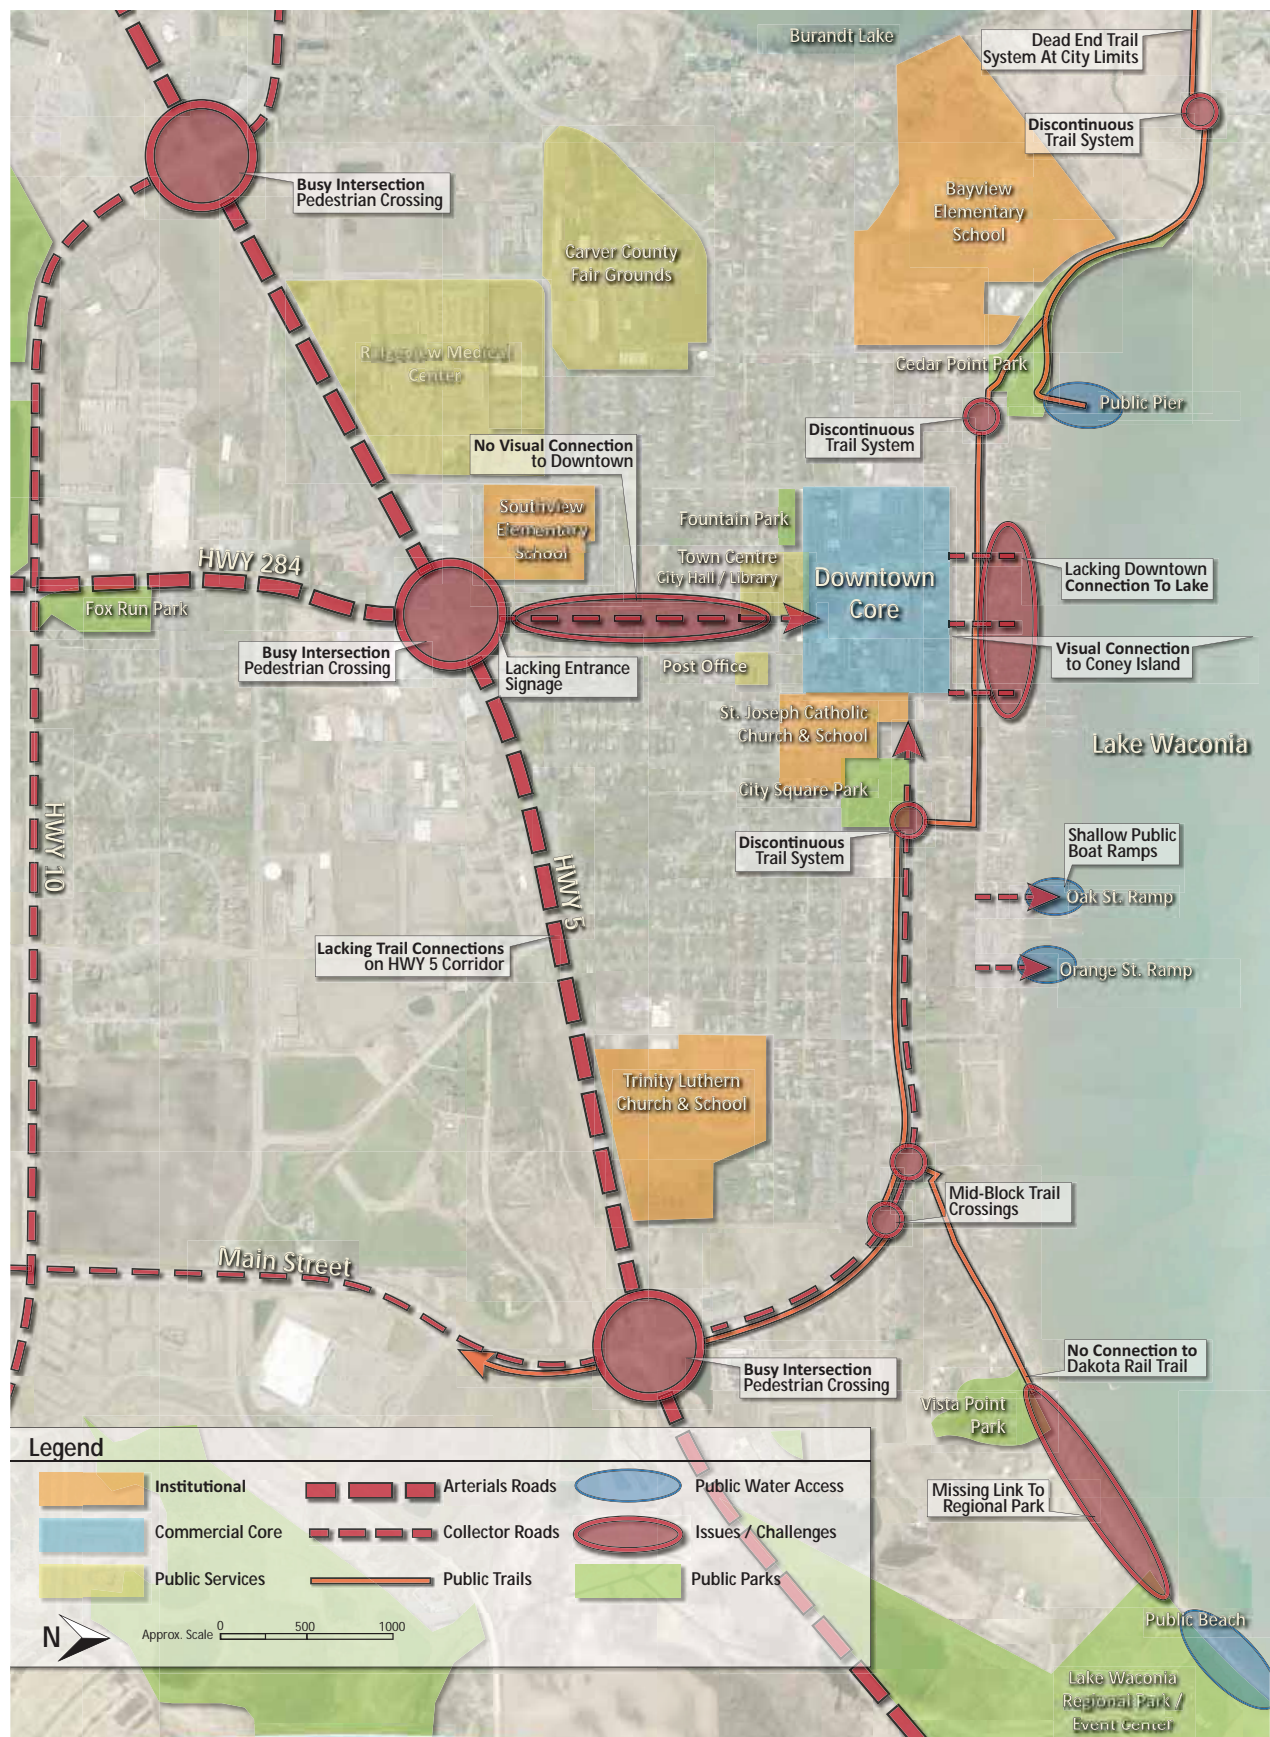 Burandt Lake
Dead End Trail
System At City Limits
Discontinuous
Trail System
Busy Intersection
Pedestrian Crossing
Bayview
Elementary
School
Carver County
Fair Grounds
Ridgeview Medical
Center
Cedar Point Park
Public Pier
Discontinuous
Trail System
No Visual Connection
to Downtown
Southview
Elementary
School
Fountain Park
Town Centre
City Hall / Library
Downtown
Core
HWY 284
Fox Run Park
Lacking Downtown
Connection To Lake
Busy Intersection
Pedestrian Crossing
Lacking Entrance
Signage
Post Office
Visual Connection
to Coney Island
St. Joseph Catholic
Church & School
Lake Waconia
City Square Park
HWY 10
HWY 5
Discontinuous
Trail System
Shallow Public
Boat Ramps
Oak St. Ramp
Orange St. Ramp
Lacking Trail Connections
on HWY 5 Corridor
Trinity Luthern
Church & School
Mid-Block Trail
Crossings
Main Street
Busy Intersection
Pedestrian Crossing
No Connection to
Dakota Rail Trail
Vista Point
Park
Missing Link To
Regional Park
Public Beach
Lake Waconia
Regional Park /
Event Center
Legend
Institutional
Arterials Roads
Public Water Access
Commercial Core
Collector Roads
Issues / Challenges
Public Services
Public Trails
Public Parks
N
Approx. Scale
0
500
1000